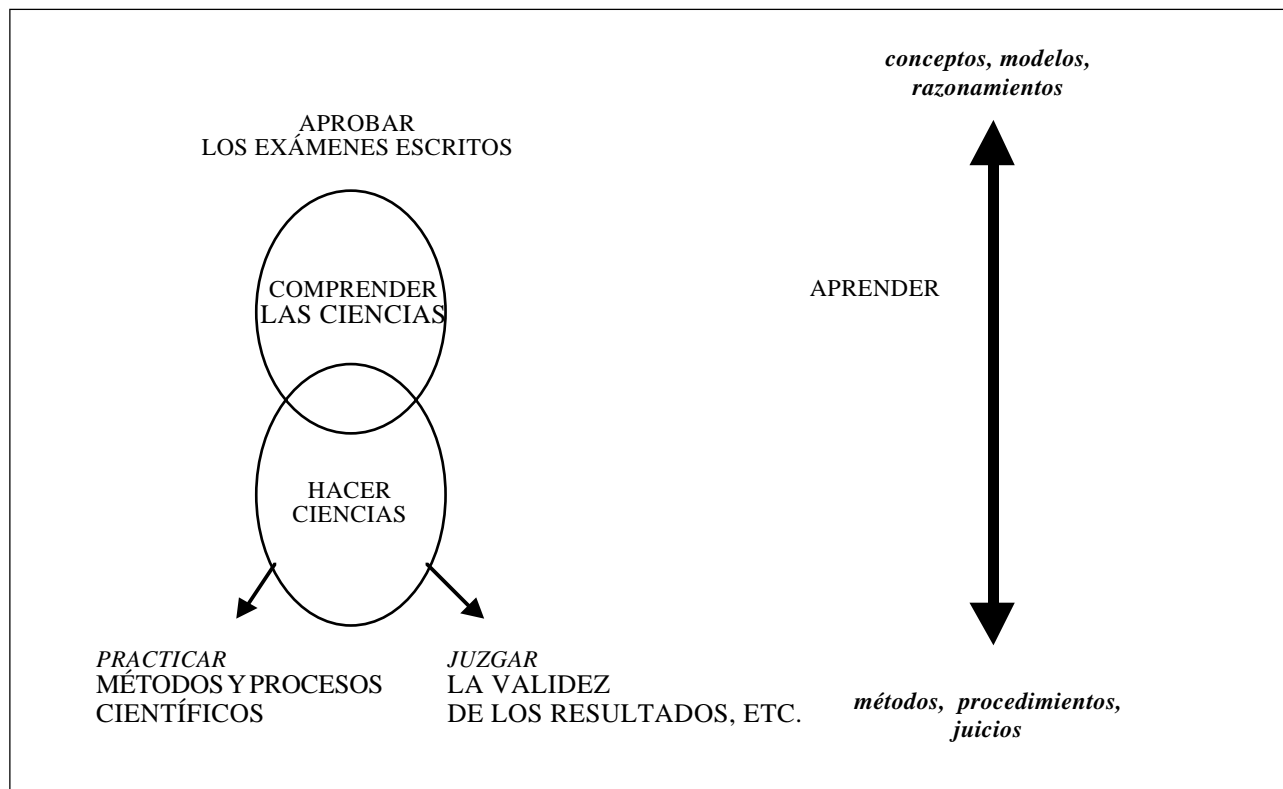 APROBAR
LOS EXÁMENES ESCRITOS
COMPRENDER
LAS CIENCIAS
HACER
CIENCIAS
PRACTICAR
MÉTODOS Y PROCESOS
CIENTÍFICOS
JUZGAR
LA VALIDEZ
DE LOS RESULTADOS, ETC.
conceptos, modelos,
razonamientos
APRENDER
métodos, procedimientos,
juicios